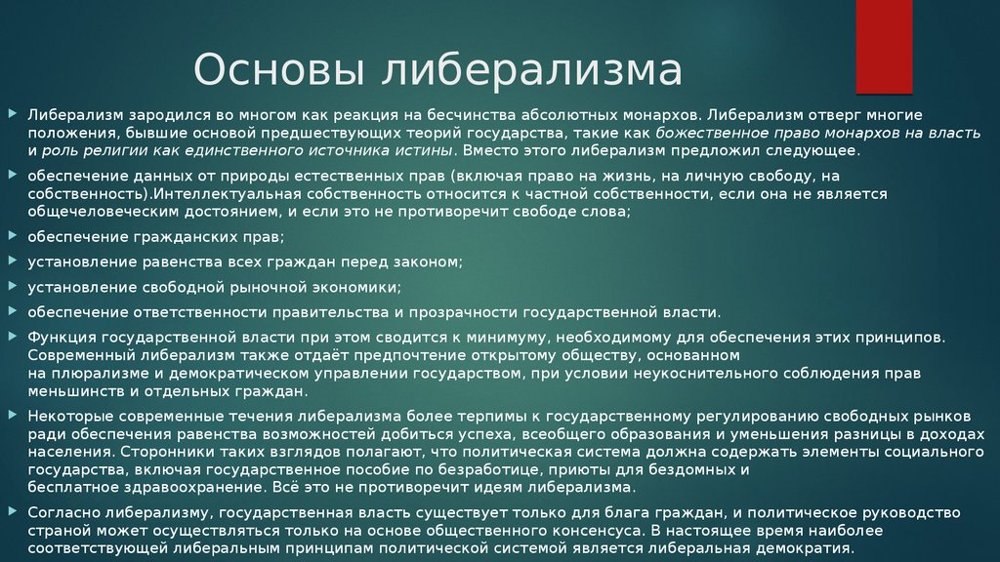 Основы либерализма
Либерализм зародился во многом как реакция на бесчинства абсолютных монархов. Либерализм отверг многие
положения, бывшие основой предшествующих теорий государства, такие как божественное право монархов на власть
и роль религии как единственного источника истины. Вместо этого либерализм предложил следующее.
обеспечение данных от природы естественных прав (включая право на жизнь, на личную свободу, на
собственность).Интеллектуальная собственность относится к частной собственности, если она не является
общечеловеческим достоянием, и если это не противоречит свободе слова;
обеспечение гражданских прав;
установление равенства всех граждан перед законом;
установление свободной рыночной экономики;
обеспечение ответственности правительства и прозрачности государственной власти.
Функция государственной власти при этом сводится к минимуму, необходимому для обеспечения этих принципов.
Современный либерализм также отдаёт предпочтение открытому обществу, основанном
на плюрализме и демократическом управлении государством, при условии неукоснительного соблюдения прав
меньшинств и отдельных граждан.
Некоторые современные течения либерализма более терпимы к государственному регулированию свободных рынков
ради обеспечения равенства возможностей добиться успеха, всеобщего образования и уменьшения разницы в доходах
населения. Сторонники таких взглядов полагают, что политическая система должна содержать элементы социального
государства, включая государственное пособие по безработице, приюты для бездомных и
бесплатное здравоохранение. Всё это не противоречит идеям либерализма.
Согласно либерализму, государственная власть существует только для блага граждан, и политическое руководство
страной может осуществляться только на основе общественного консенсуса. В настоящее время наиболее
соответствующей либеральным принципам политической системой является либеральная демократия.